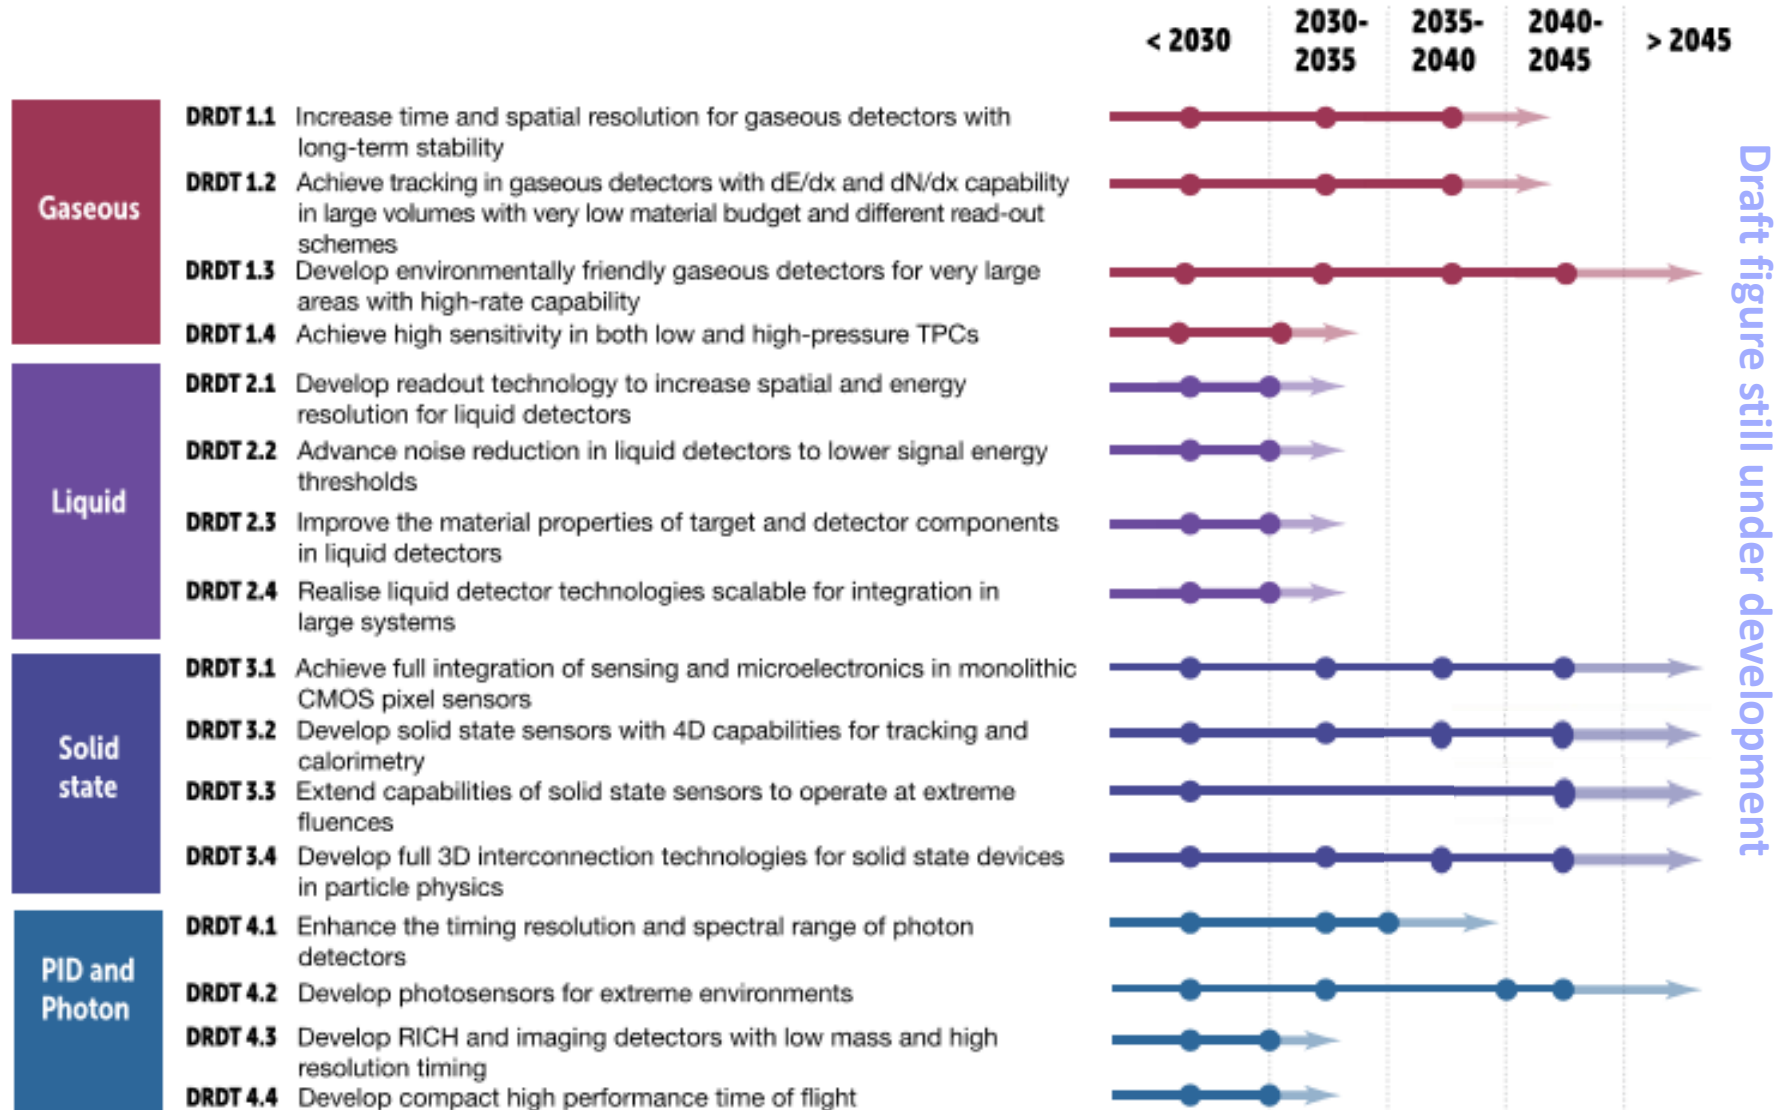 < 2030
2030-
2035
2035-
2040
2040-
2045
> 2045
Gaseous
DRDT 1.1 Increase time and spatial resolution for gaseous detectors with
long-term stability
DRDT 1.2 Achieve tracking in gaseous detectors with dE/dx and dN/dx capability
in large volumes with very low material budget and different read-out
schemes
DRDT 1.3 Develop environmentally friendly gaseous detectors for very large
areas with high-rate capability
DRDT 1.4 Achieve high sensitivity in both low and high-pressure TPCs
Liquid
DRDT 2.1 Develop readout technology to increase spatial and energy
resolution for liquid detectors
DRDT 2.2 Advance noise reduction in liquid detectors to lower signal energy
thresholds
DRDT 2.3 Improve the material properties of target and detector components
in liquid detectors
DRDT 2.4 Realise liquid detector technologies scalable for integration in
large systems
Solid
state
DRDT 3.1 Achieve full integration of sensing and microelectronics in monolithic
CMOS pixel sensors
DRDT 3.2 Develop solid state sensors with 4D capabilities for tracking and
calorimetry
DRDT 3.3 Extend capabilities of solid state sensors to operate at extreme
fluences
DRDT 3.4 Develop full 3D interconnection technologies for solid state devices
in particle physics
PID and
Photon
DRDT 4.1 Enhance the timing resolution and spectral range of photon
detectors
DRDT 4.2 Develop photosensors for extreme environments
DRDT 4.3 Develop RICH and imaging detectors with low mass and high
resolution timing
DRDT 4.4 Develop compact high performance time of flight
Draft figure still under development